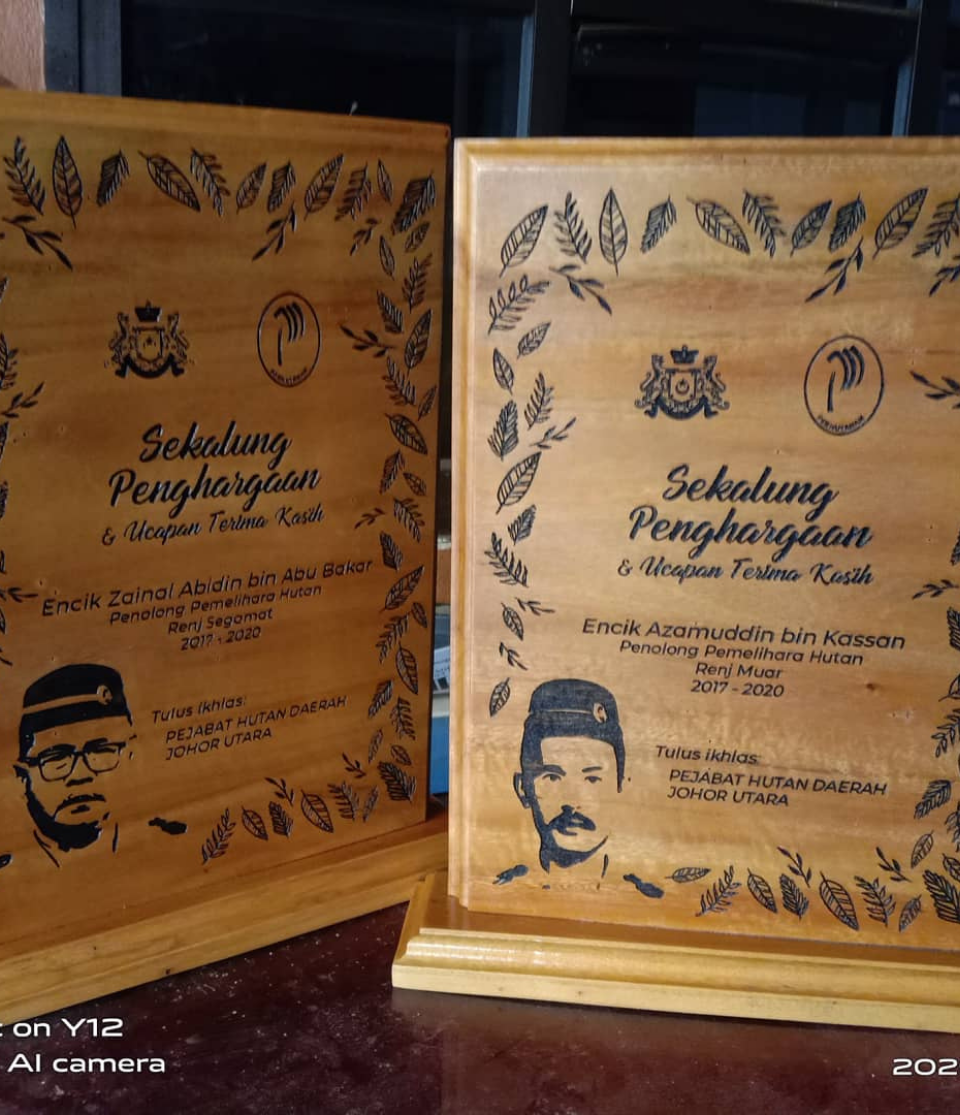 Sekalung
Penghargaan
& Ucapan Terima Kasih
Encik Zainal Abidin bin Abu Bakar
Penolong Pemelihara Hutan
Renj Segamat
2017 - 2020
Tulus ikhlas:
PEJABAT HUTAN DAERAH
JOHOR UTARA
PERHUTANAN
Sekalung
Penghargaan
& Ucapan Terima Kasih
Encik Azamuddin bin Kassan
Penolong Pemelihara Hutan
Renj Muar
2017 - 2020
Tulus ikhlas:
PEJABAT HUTAN DAERAH
JOHOR UTARA
on Y12
AI camera